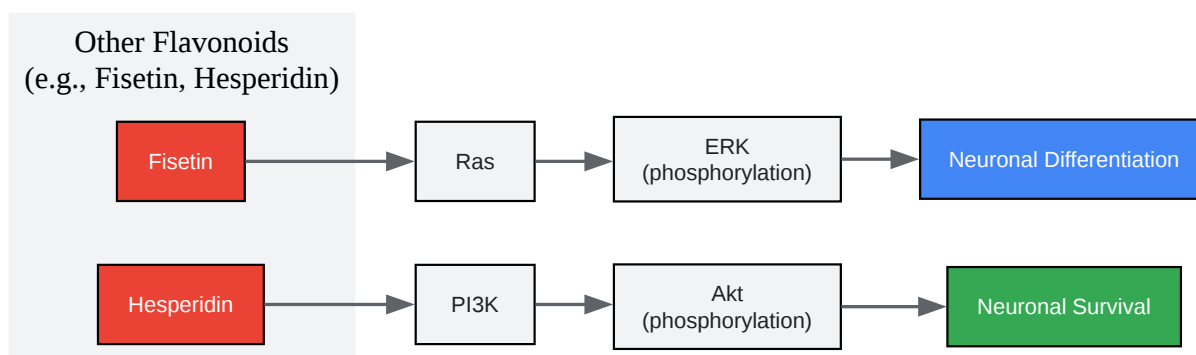 Other Flavonoids
(e.g., Fisetin, Hesperidin)
Fisetin
Ras
ERK
(phosphorylation)
Neuronal Differentiation
Hesperidin
PI3K
Akt
(phosphorylation)
Neuronal Survival